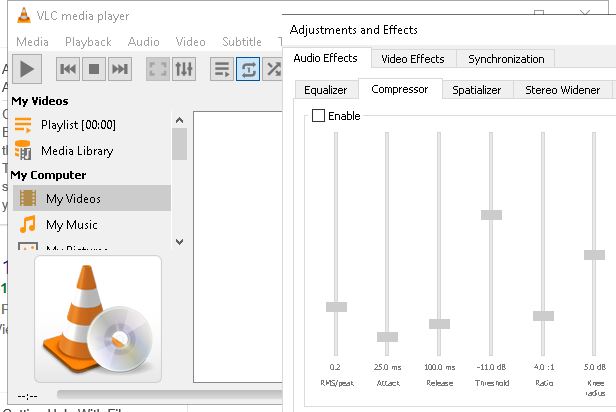 VLC media player
Media Playback Audio Video Subtitle
My Videos
Playlist [00:00]
Media Library
My Computer
My Videos
My Music
My Pictures
--:--
Adjustments and Effects
Audio Effects Video Effects Synchronization
Equalizer Compressor Spatializer Stereo Widener
Enable
0.2 25.0 ms 100.0 ms -11.0 dB 4.0 :1 5.0 dB
RMS/peak Attack Release Threshold Ratio Knee
radius